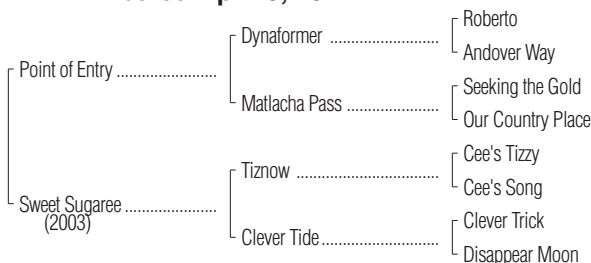 Roberto
Dynaformer ........................
Andover Way
Point of Entry ......................
Seeking the Gold
Matlacha Pass ....................
Our Country Place
Cee's Tizzy
Tiznow ...............................
Cee's Song
Sweet Sugaree ....................
(2003)
Clever Trick
Clever Tide .........................
Disappear Moon